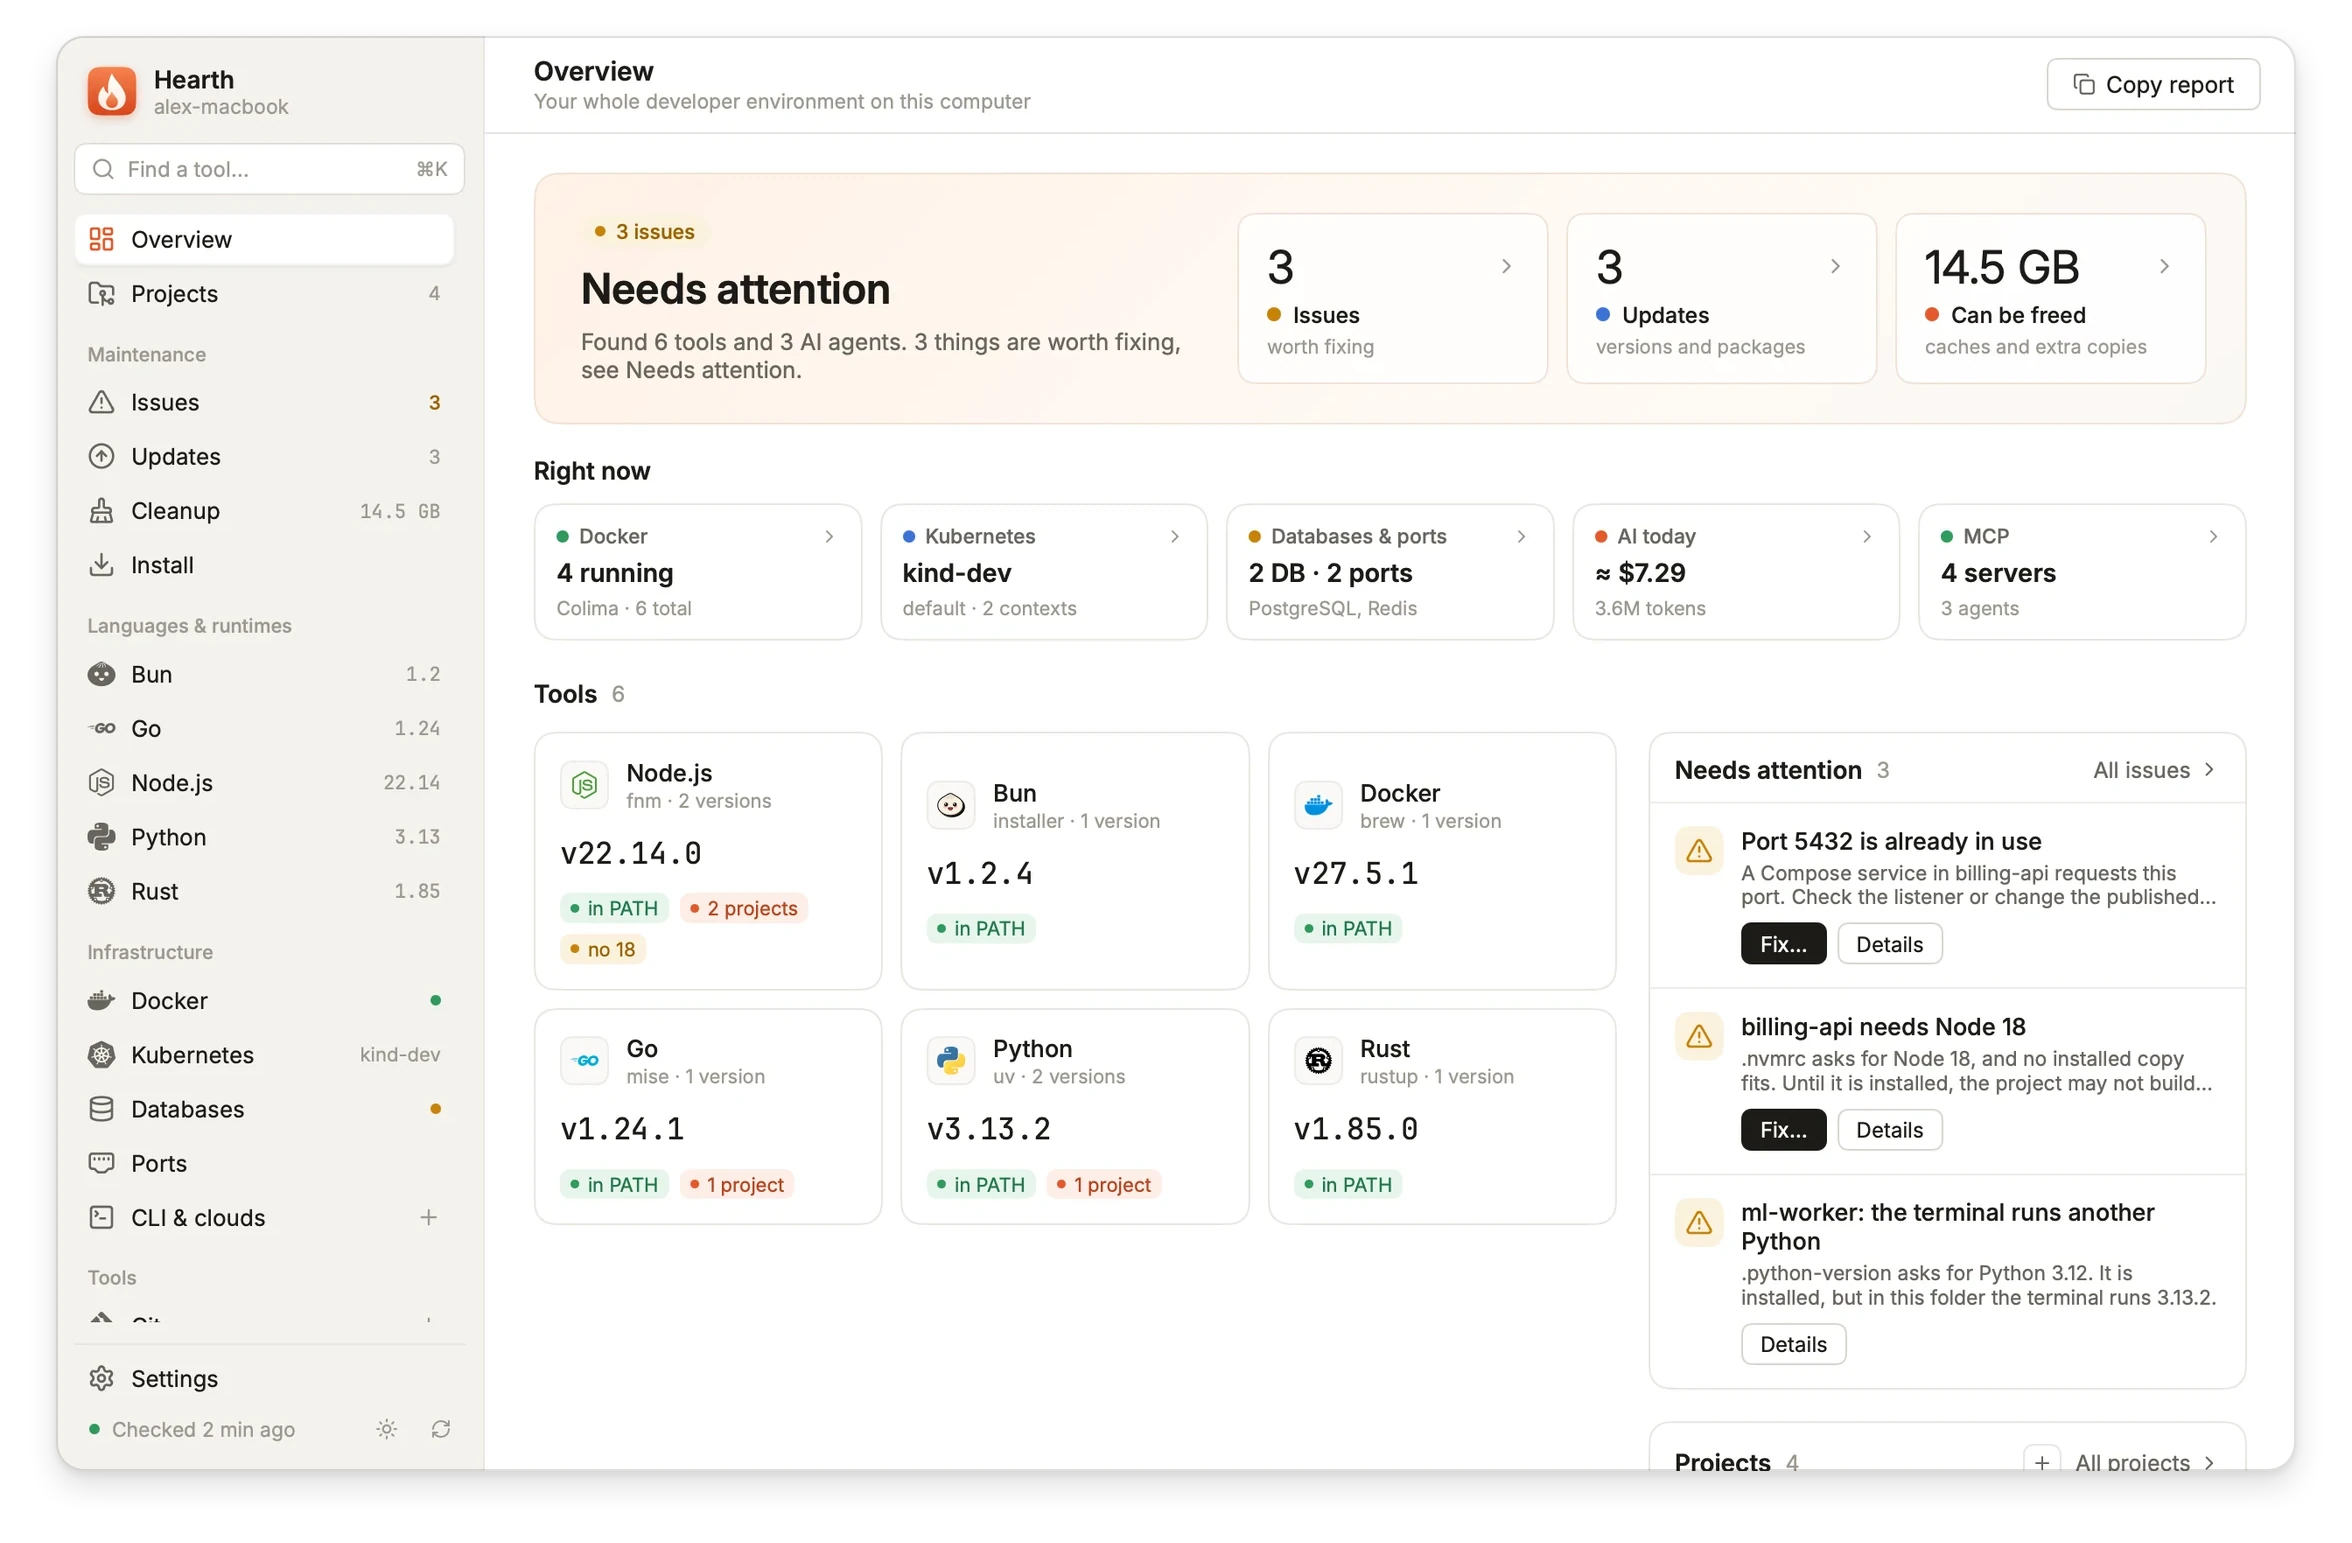 Hearth
alex-macbook
Find a tool...
⌘K
Overview
Projects 4
Maintenance
Issues 3
Updates 3
Cleanup 14.5 GB
Install
Languages & runtimes
Bun 1.2
Go 1.24
Node.js 22.14
Python 3.13
Rust 1.85
Infrastructure
Docker
Kubernetes kind-dev
Databases
Ports
CLI & clouds
Tools
Settings
Checked 2 min ago
Overview
Your whole developer environment on this computer
Copy report
3 issues
Needs attention
Found 6 tools and 3 AI agents. 3 things are worth fixing,
see Needs attention.
3
Issues
worth fixing
3
Updates
versions and packages
14.5 GB
Can be freed
caches and extra copies
Right now
Docker
4 running
Colima · 6 total
Kubernetes
kind-dev
default · 2 contexts
Databases & ports
2 DB · 2 ports
PostgreSQL, Redis
AI today
≈ $7.29
3.6M tokens
MCP
4 servers
3 agents
Tools 6
Node.js
fnm · 2 versions
v22.14.0
in PATH
2 projects
no 18
Bun
installer · 1 version
v1.2.4
in PATH
Docker
brew · 1 version
v27.5.1
in PATH
Go
mise · 1 version
v1.24.1
in PATH
1 project
Python
uv · 2 versions
v3.13.2
in PATH
1 project
Rust
rustup · 1 version
v1.85.0
in PATH
Needs attention 3
All issues
Port 5432 is already in use
A Compose service in billing-api requests this
port. Check the listener or change the published...
Fix...
Details
billing-api needs Node 18
.nvmrc asks for Node 18, and no installed copy
fits. Until it is installed, the project may not build...
Fix...
Details
ml-worker: the terminal runs another
Python
.python-version asks for Python 3.12. It is
installed, but in this folder the terminal runs 3.13.2.
Details
Projects 4
All projects